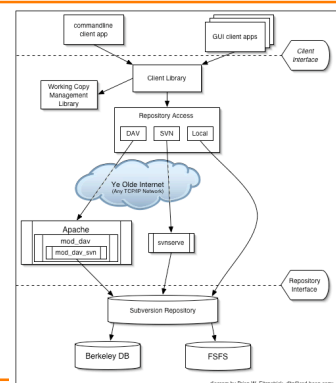 commandline
client app
GUI client apps
Client
Interface
Client Library
Working Copy
Management
Library
Repository Access
DAV
SVN
Local
Ye Olde Internet
(Any TCP/IP Network)
Apache
mod_dav
mod_dav_svn
svnserve
Repository
Interface
Subversion Repository
Berkeley DB
FSFS